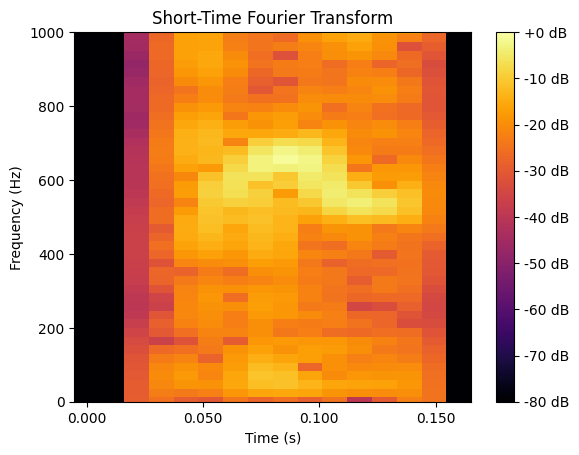 Short-Time Fourier Transform
Frequency (Hz)
1000
800
600
400
200
0
0.000
0.050
0.100
0.150
Time (s)
+0 dB
-10 dB
-20 dB
-30 dB
-40 dB
-50 dB
-60 dB
-70 dB
-80 dB